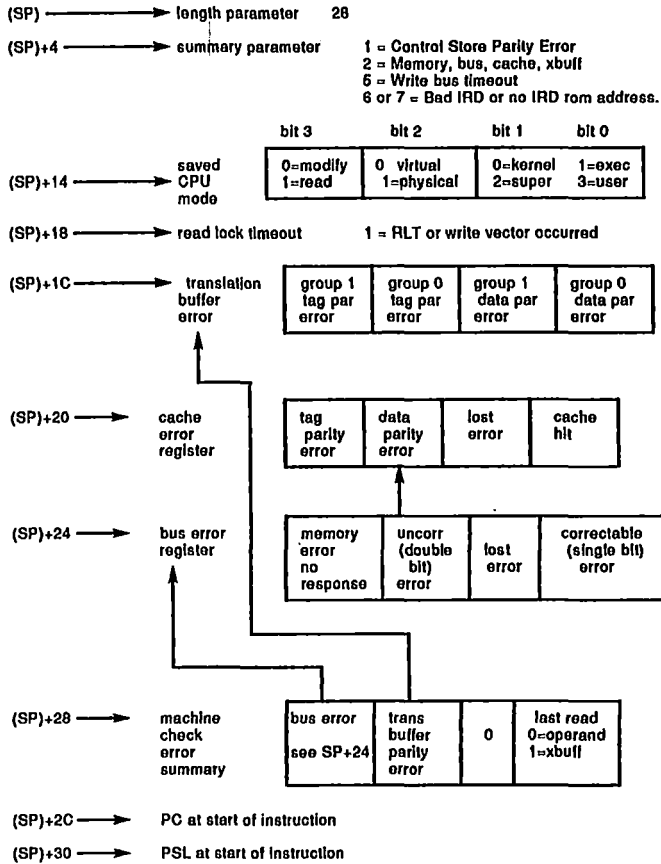 (SP) length parameter 28
(SP)+4 summary parameter 1 = Control Store Parity Error
2 = Memory, bus, cache, xbuff
5 = Write bus timeout
6 or 7 = Bad IRD or no IRD rom address.
bit 3 bit 2 bit 1 bit 0
saved 0=modify 0 virtual 0=kernel 1=exec
(SP)+14 CPU 1=read 1=physical 2=super 3=user
mode
(SP)+18 read lock timeout 1 = RLT or write vector occurred
(SP)+1C translation group 1 group 0 group 1 group 0
buffer tag par tag par data par data par
error error error error error
(SP)+20 cache tag data lost cache
error parity parity error hit
register error error
(SP)+24 bus error memory uncorr lost correctable
register error (double error (single bit)
no bit) error
response error
(SP)+28 machine bus error trans 0 last read
check buffer 0=operand
error see SP+24 parity 1=xbuff
summary error
(SP)+2C PC at start of instruction
(SP)+30 PSL at start of instruction